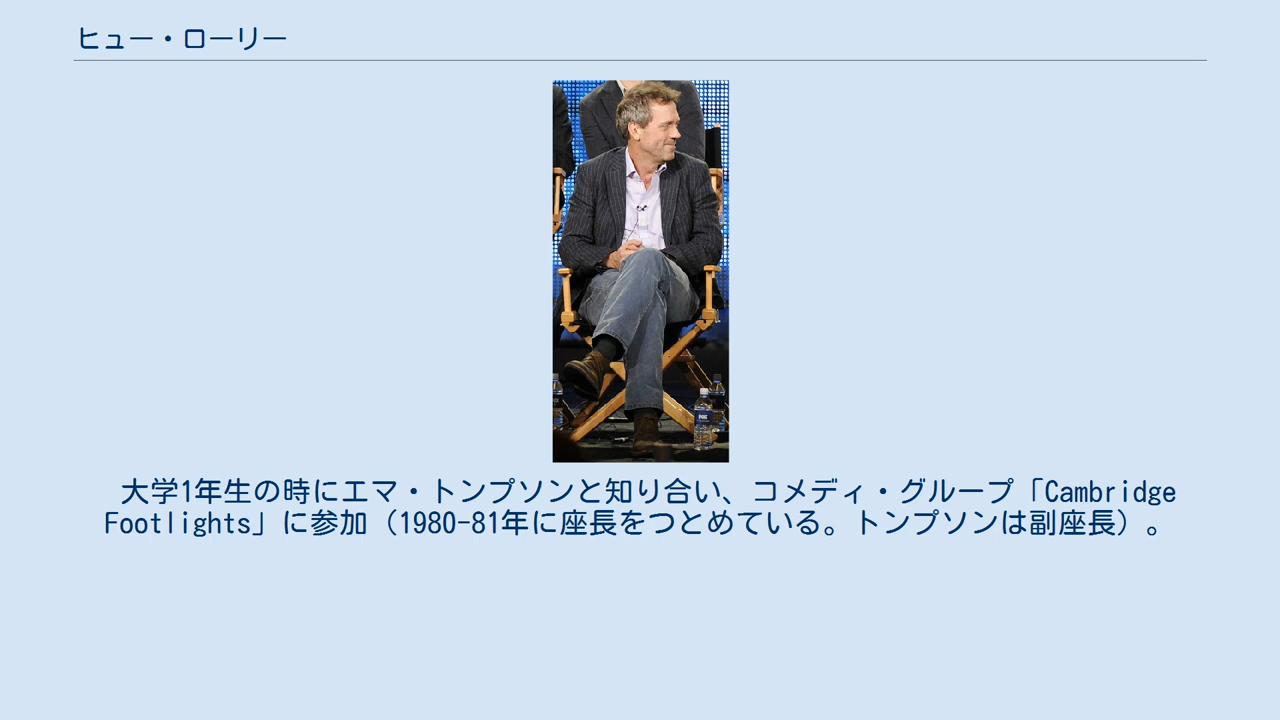 ヒュー・ローリー
大学1年生の時にエマ・トンプソンと知り合い、コメディ・グループ「Cambridge
Footlights」に参加（1980-81年に座長をつとめている。トンプソンは副座長）。